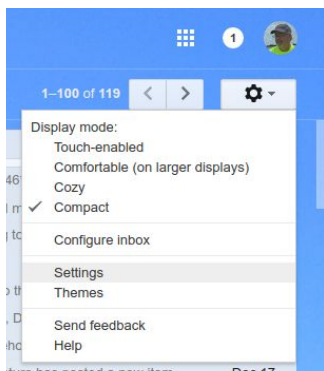 1
1–100 of 119
Display mode:
Touch-enabled
Comfortable (on larger displays)
Cozy
Compact
Configure inbox
Settings
Themes
Send feedback
Help